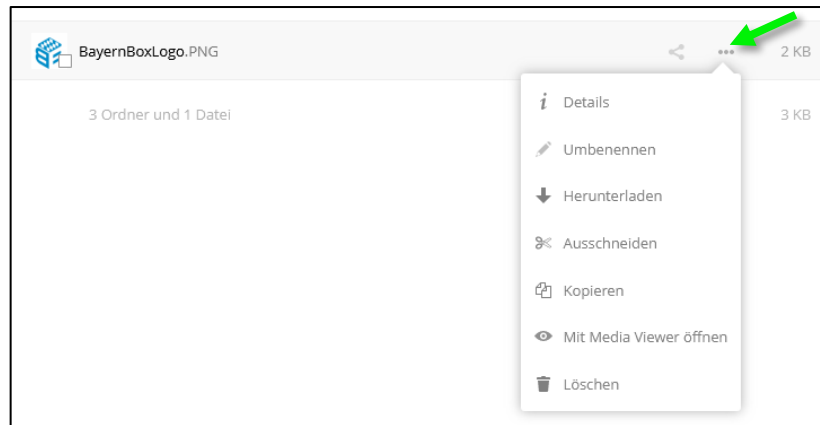 BayernBoxLogo.PNG 2 KB
3 Ordner und 1 Datei 3 KB
Details
Umbenennen
Herunterladen
Ausschneiden
Kopieren
Mit Media Viewer öffnen
Löschen